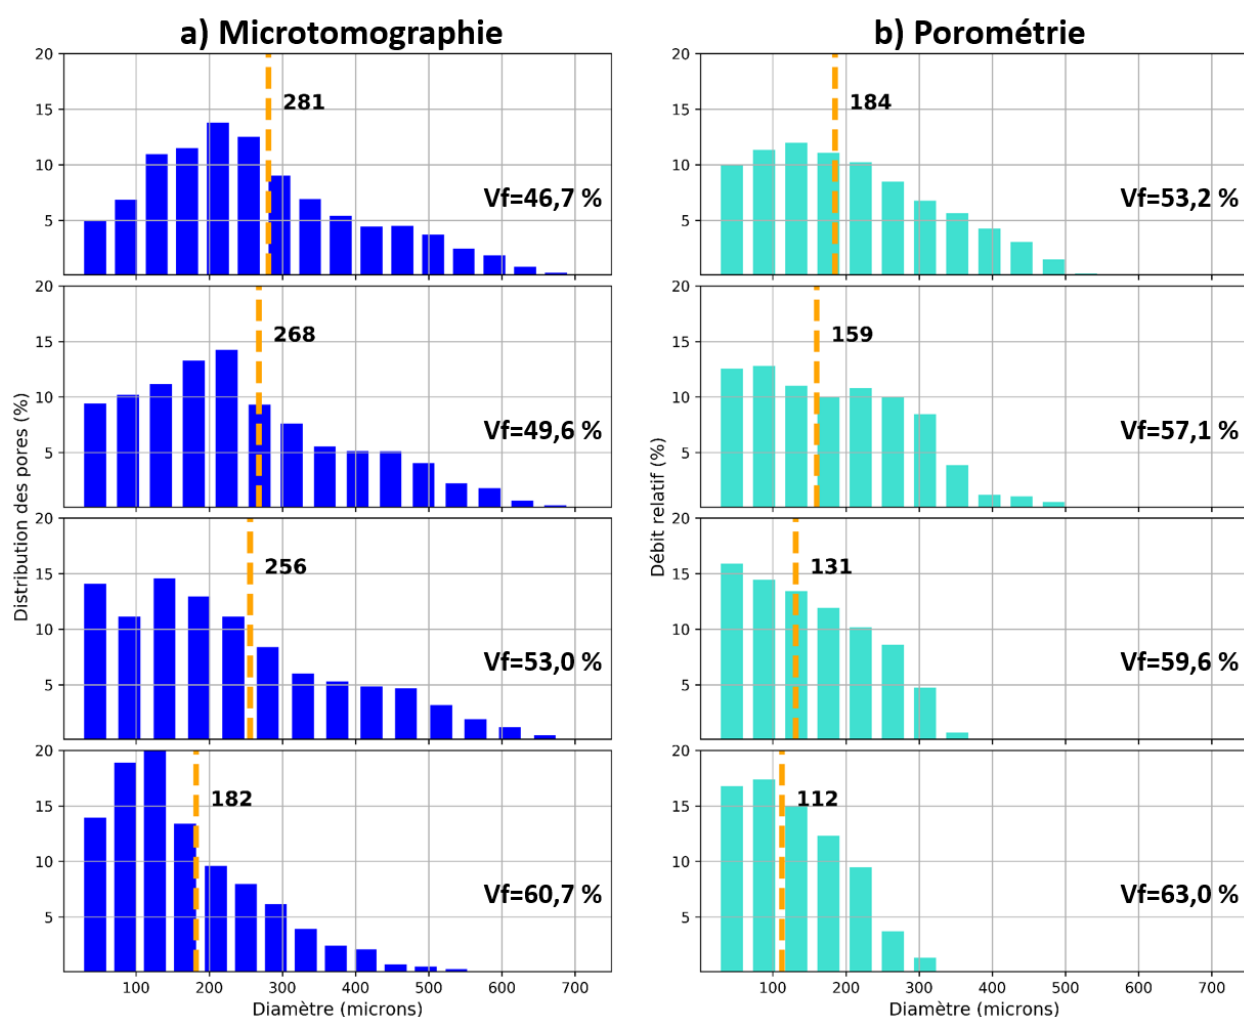 a) Microtomographie
b) Porométrie
20
15
10
5
281
Vf=46,7 %
20
15
10
5
184
Vf=53,2 %
20
15
10
5
268
Vf=49,6 %
20
15
10
5
159
Vf=57,1 %
Distribution des pores (%)
Débit relatif (%)
20
15
10
5
256
Vf=53,0 %
20
15
10
5
131
Vf=59,6 %
20
15
10
5
182
Vf=60,7 %
20
15
10
5
112
Vf=63,0 %
100 200 300 400 500 600 700
Diamètre (microns)
100 200 300 400 500 600 700
Diamètre (microns)